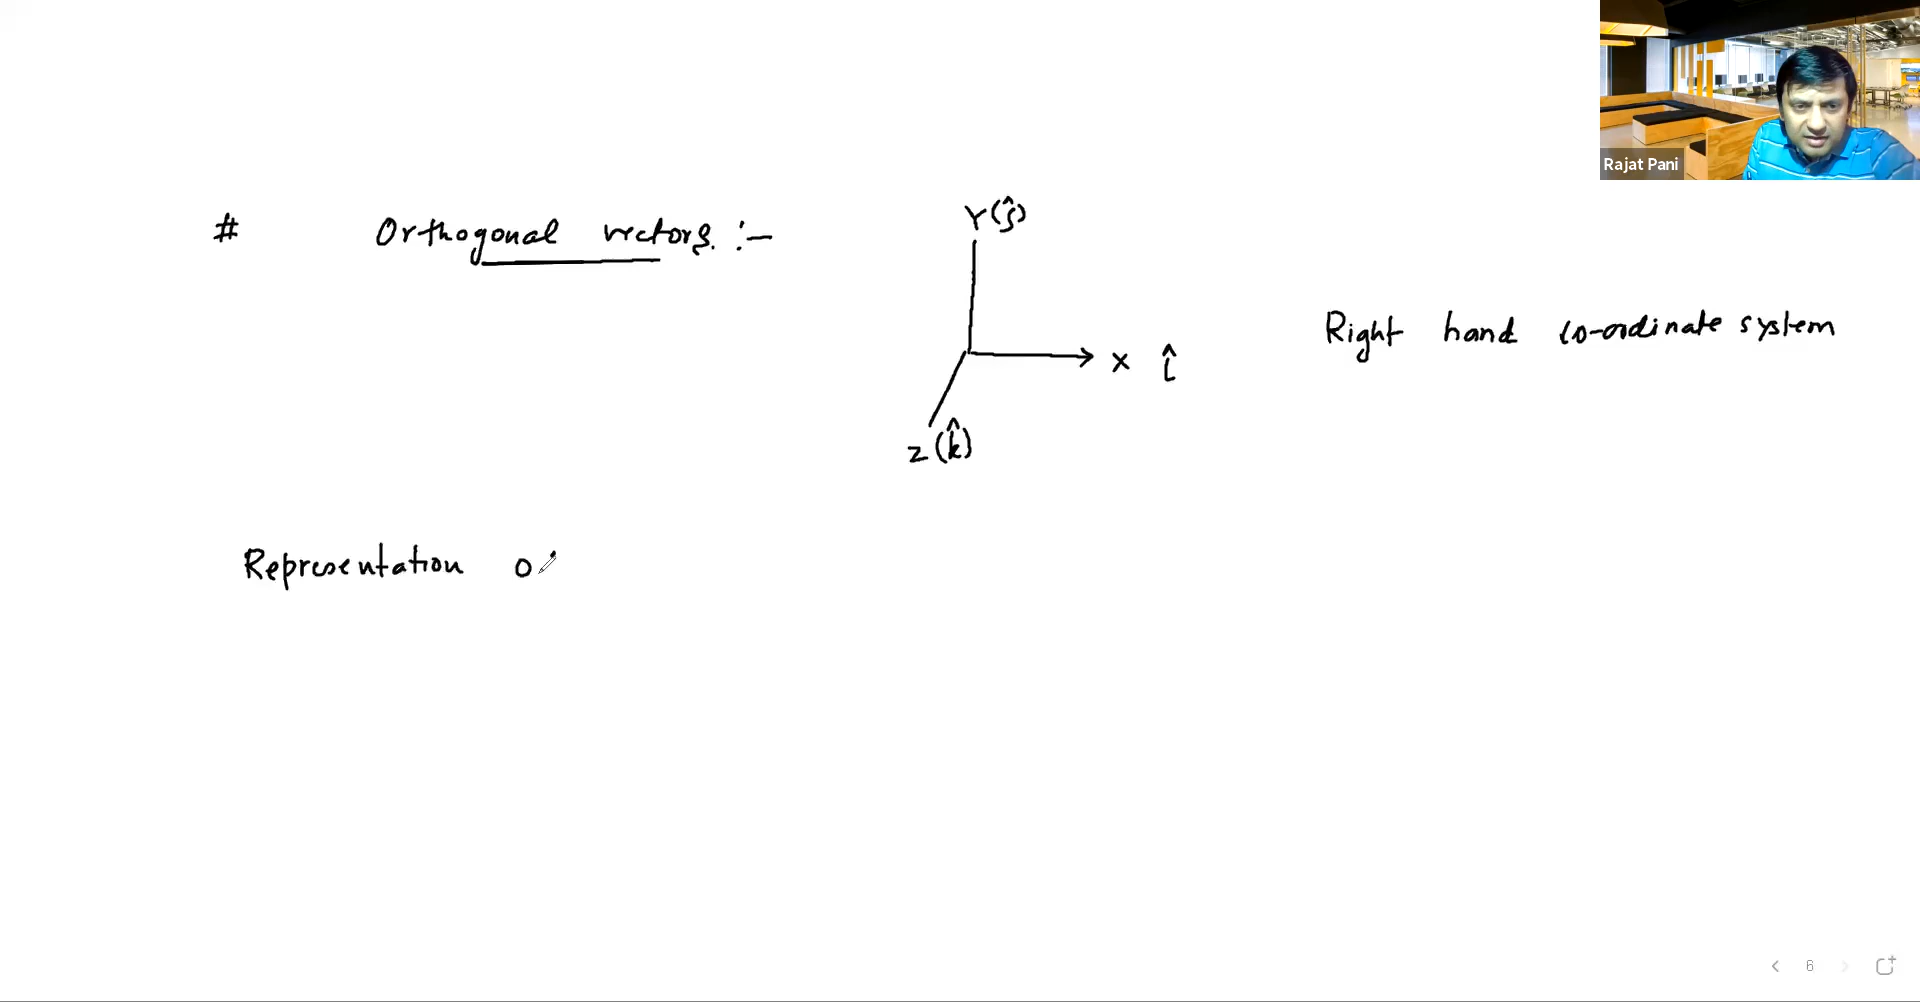 Rajat Pani
# Orthogonal vectors :-
Y(ĵ)
Right hand co-ordinate system
X î
Z(k̂)
Representation o
6